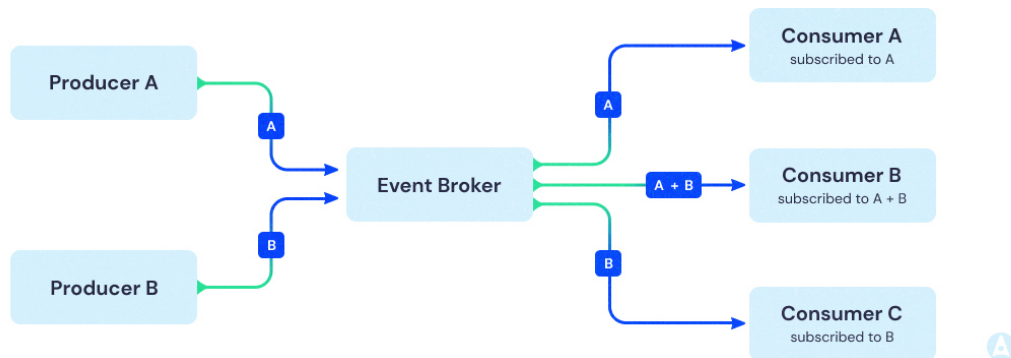 Producer A
A
Producer B
B
Event Broker
A
A + B
B
Consumer A
subscribed to A
Consumer B
subscribed to A + B
Consumer C
subscribed to B